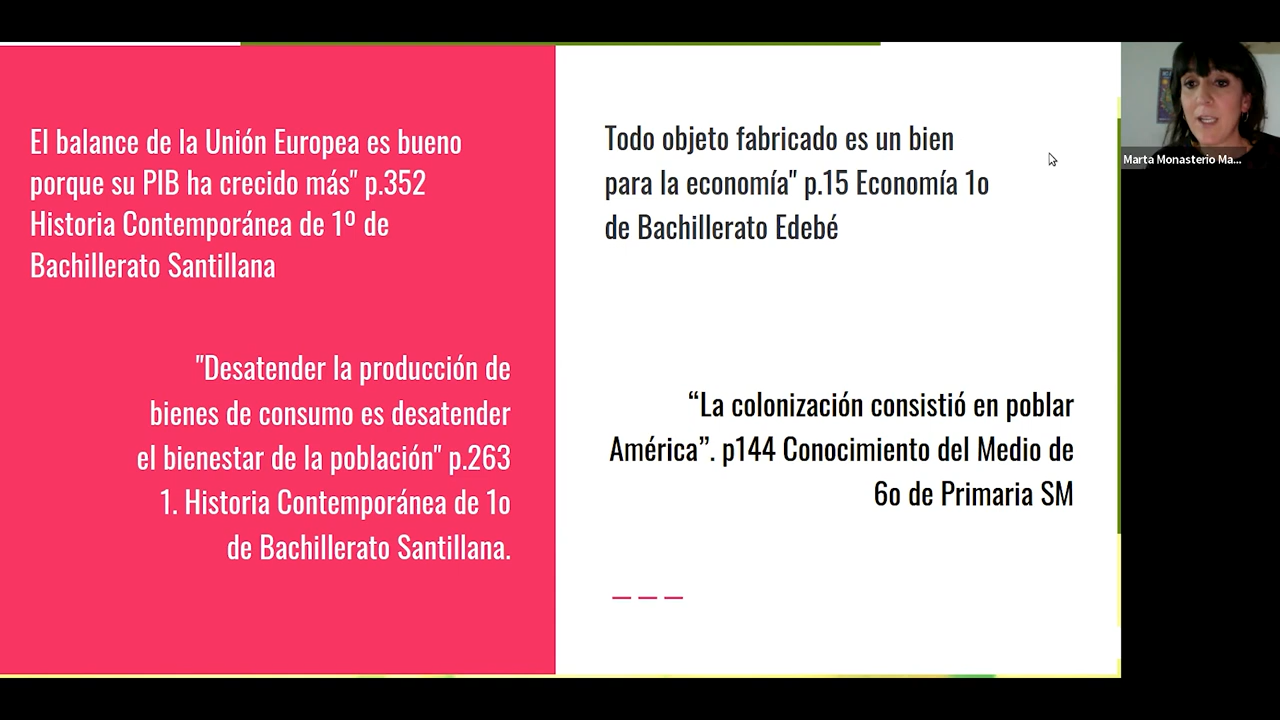 El balance de la Unión Europea es bueno
porque su PIB ha crecido más" p.352
Historia Contemporánea de 1º de
Bachillerato Santillana
"Desatender la producción de
bienes de consumo es desatender
el bienestar de la población" p.263
1. Historia Contemporánea de 1o
de Bachillerato Santillana.
Todo objeto fabricado es un bien
para la economía" p.15 Economía 1o
de Bachillerato Edebé
“La colonización consistió en poblar
América”. p144 Conocimiento del Medio de
6o de Primaria SM
Marta Monasterio Ma...